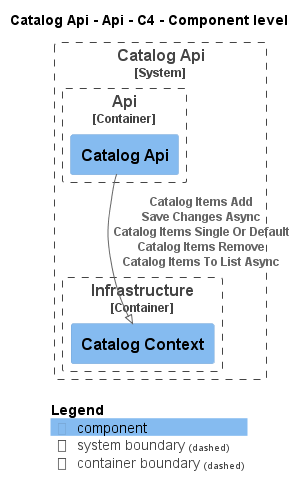 Catalog Api - Api - C4 - Component level
Catalog Api
[System]
Api
[Container]
Catalog Api
Catalog Items Add
Save Changes Async
Catalog Items Single Or Default
Catalog Items Remove
Catalog Items To List Async
Infrastructure
[Container]
Catalog Context
Legend
component
system boundary (dashed)
container boundary (dashed)